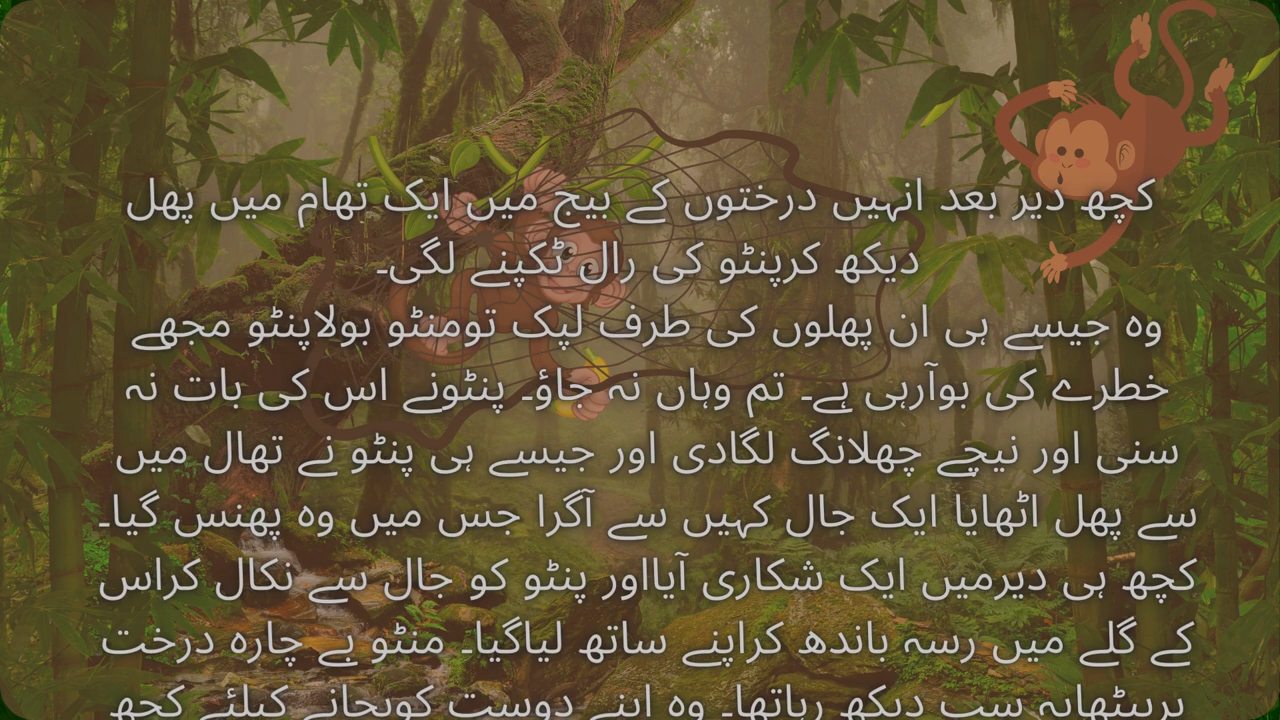 کچھ دیر بعد انہیں درختوں کے بیچ میں ایک تھام میں پھل
دیکھ کرپنٹو کی رال ٹکپنے لگی۔
وہ جیسے ہی ان پھلوں کی طرف لپک تومنٹو بولاپنٹو مجھے
خطرے کی بوآرہی ہے۔ تم وہاں نہ جاؤ۔ پنٹونے اس کی بات نہ
سنی اور نیچے چھلانگ لگادی اور جیسے ہی پنٹو نے تھال میں
سے پھل اٹھایا ایک جال کہیں سے آگرا جس میں وہ پھنس گیا۔
کچھ ہی دیرمیں ایک شکاری آیااور پنٹو کو جال سے نکال کراس
کے گلے میں رسہ باندھ کراپنے ساتھ لیاگیا۔ منٹو بے چارہ درخت
پربیٹھایہ سب دیکھ رہاتھا۔ وہ اپنے دوست کوبچانے کیلئے کچھ